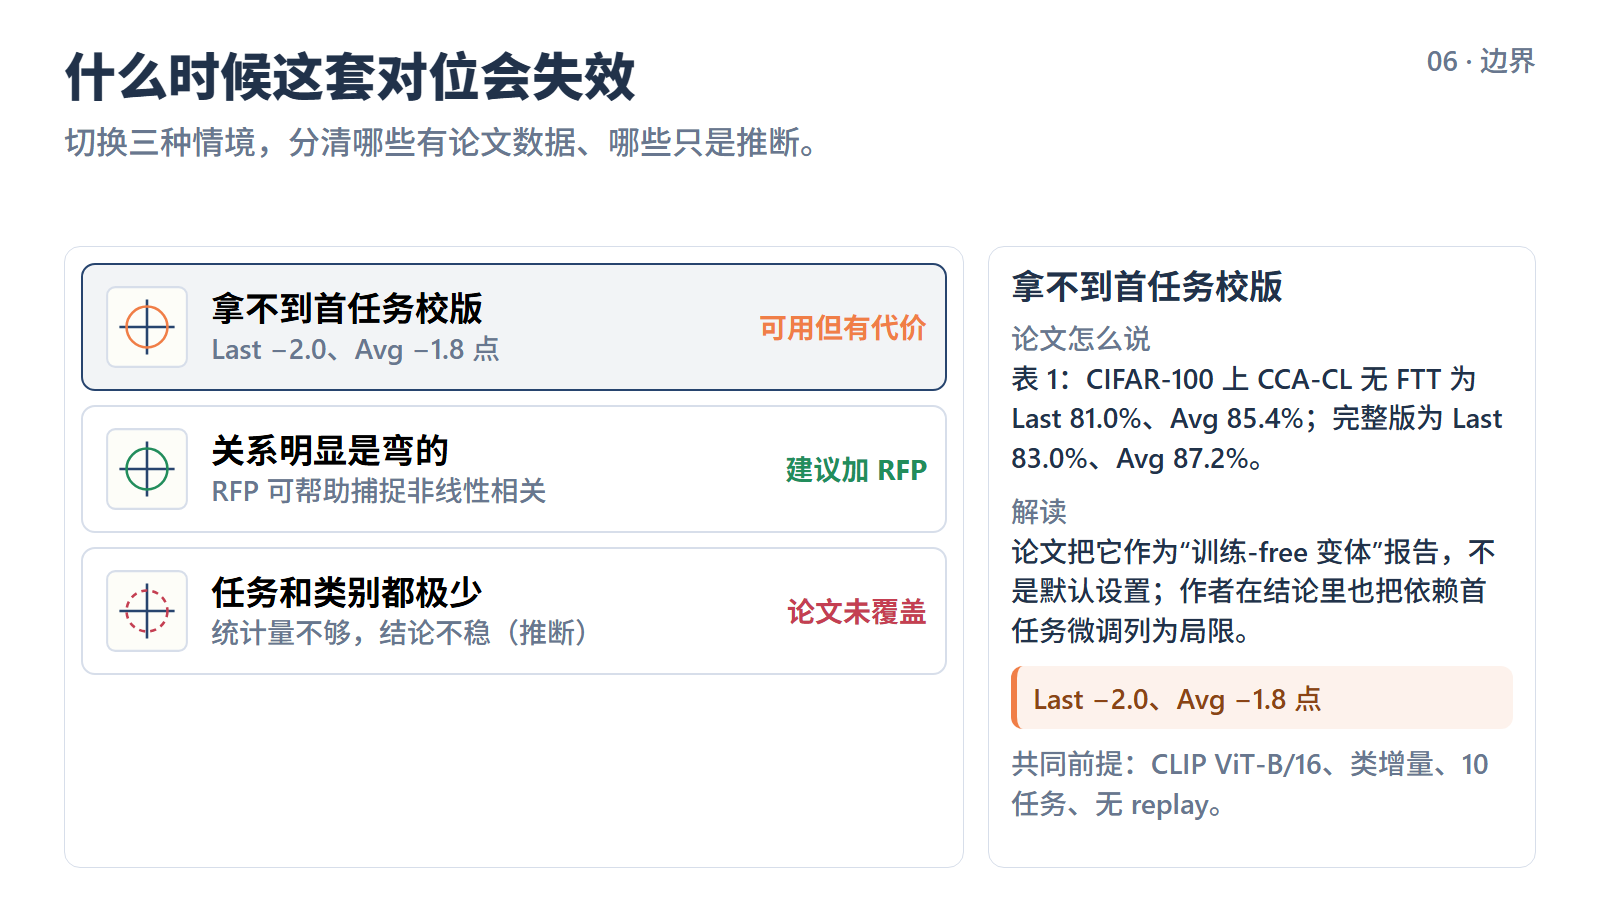 什么时候这套对位会失效
06 · 边界
切换三种情境，分清哪些有论文数据、哪些只是推断。
拿不到首任务校版
Last −2.0、Avg −1.8 点
可用但有代价
关系明显是弯的
RFP 可帮助捕捉非线性相关
建议加 RFP
任务和类别都极少
统计量不够，结论不稳（推断）
论文未覆盖
拿不到首任务校版
论文怎么说
表 1：CIFAR-100 上 CCA-CL 无 FTT 为
Last 81.0%、Avg 85.4%；完整版为 Last
83.0%、Avg 87.2%。
解读
论文把它作为“训练-free 变体”报告，不
是默认设置；作者在结论里也把依赖首
任务微调列为局限。
Last −2.0、Avg −1.8 点
共同前提：CLIP ViT-B/16、类增量、10
任务、无 replay。